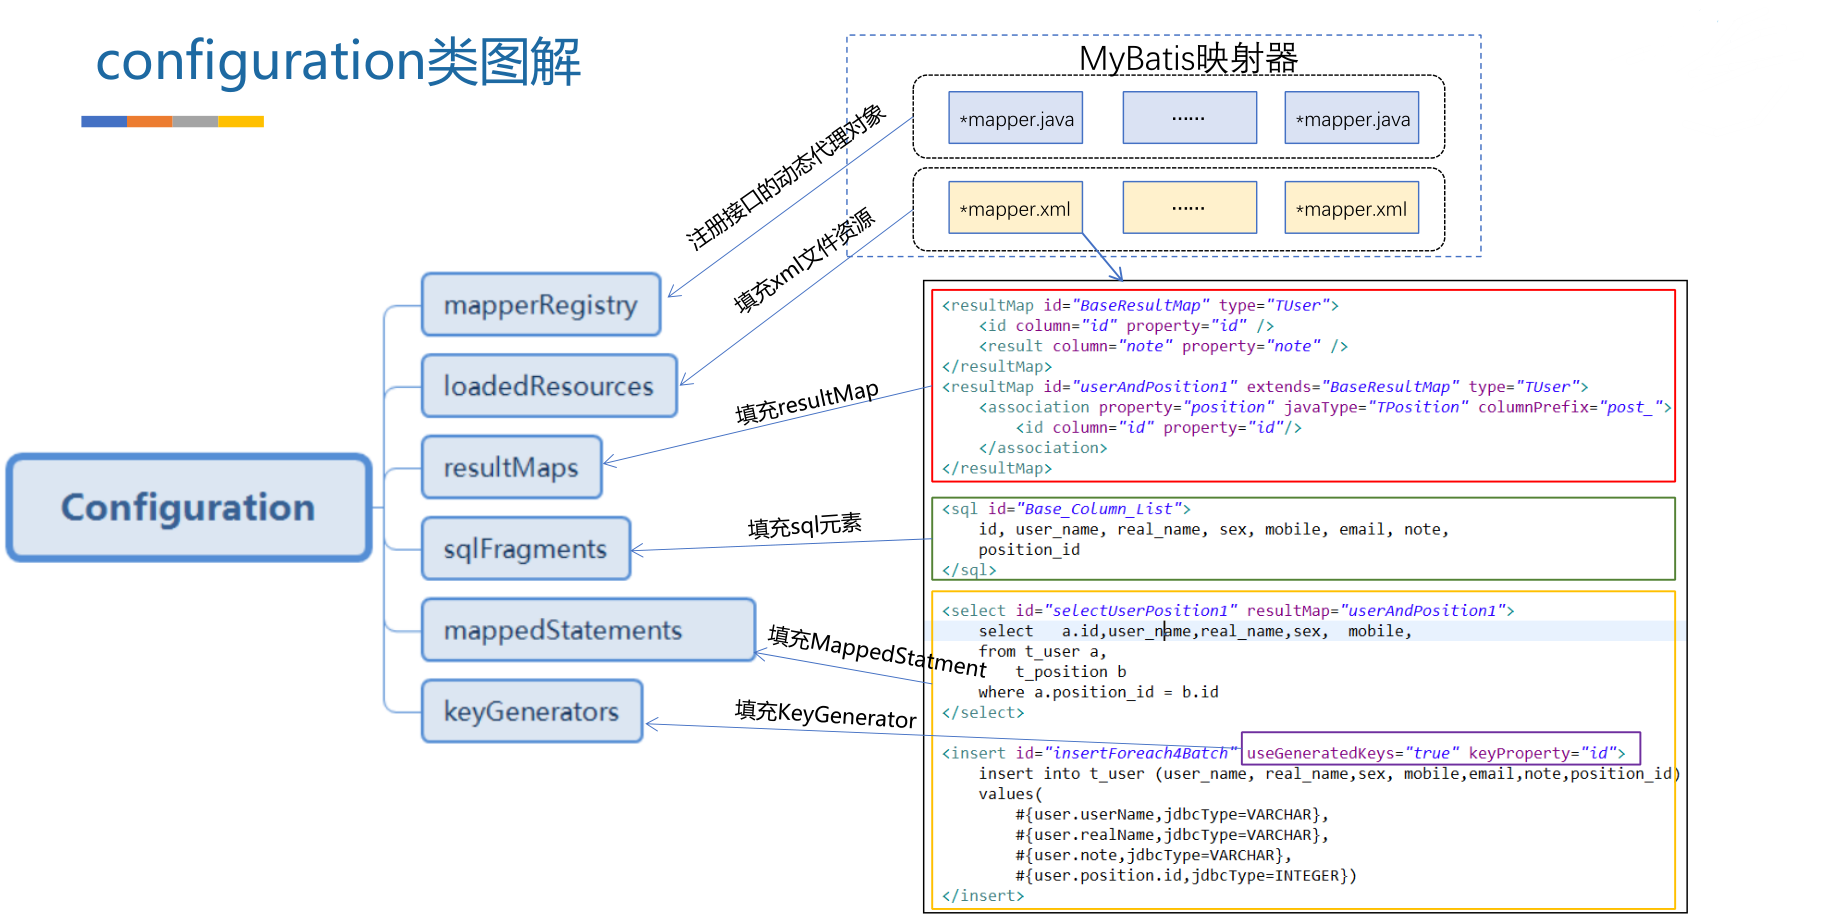 configuration类图解
MyBatis映射器
*mapper.java
……
*mapper.java
*mapper.xml
……
*mapper.xml
注册接口的动态代理对象
填充xml文件资源
填充resultMap
填充sql元素
填充MappedStatment
填充KeyGenerator
Configuration
mapperRegistry
loadedResources
resultMaps
sqlFragments
mappedStatements
keyGenerators
<resultMap id="BaseResultMap" type="TUser">
<id column="id" property="id" />
<result column="note" property="note" />
</resultMap>
<resultMap id="userAndPosition1" extends="BaseResultMap" type="TUser">
<association property="position" javaType="TPosition" columnPrefix="post_">
<id column="id" property="id"/>
</association>
</resultMap>
<sql id="Base_Column_List">
id, user_name, real_name, sex, mobile, email, note,
position_id
</sql>
<select id="selectUserPosition1" resultMap="userAndPosition1">
select a.id,user_name,real_name,sex, mobile,
from t_user a,
t_position b
where a.position_id = b.id
</select>
<insert id="insertForeach4Batch" useGeneratedKeys="true" keyProperty="id">
insert into t_user (user_name, real_name,sex, mobile,email,note,position_id)
values(
#{user.userName,jdbcType=VARCHAR},
#{user.realName,jdbcType=VARCHAR},
#{user.note,jdbcType=VARCHAR},
#{user.position.id,jdbcType=INTEGER})
</insert>